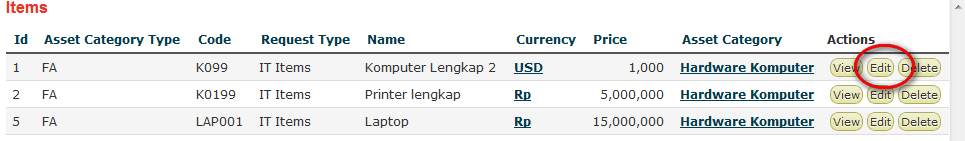 Items
Id Asset Category Type Code Request Type Name Currency Price Asset Category Actions
1 FA K099 IT Items Komputer Lengkap 2 USD 1,000 Hardware Komputer View Edit Delete
2 FA K0199 IT Items Printer lengkap Rp 5,000,000 Hardware Komputer View Edit Delete
5 FA LAP001 IT Items Laptop Rp 15,000,000 Hardware Komputer View Edit Delete